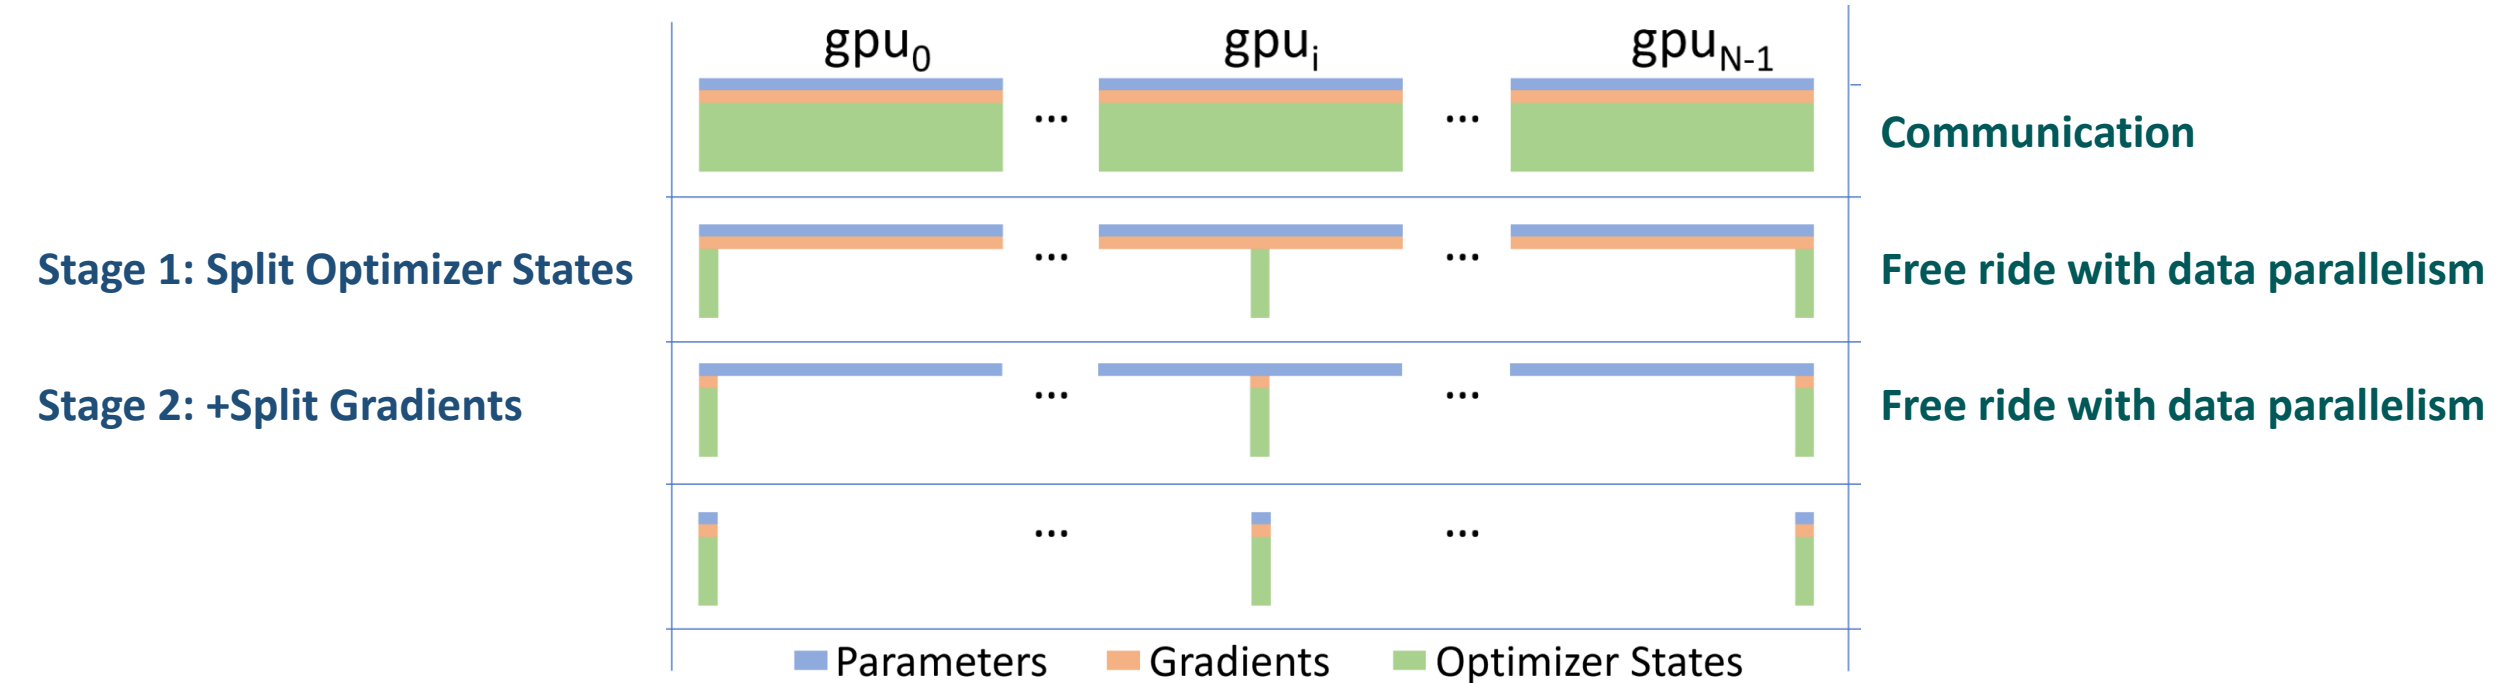 gpu0 gpui gpuN-1
... ...
Communication
Stage 1: Split Optimizer States ... ... Free ride with data parallelism
Stage 2: +Split Gradients ... ... Free ride with data parallelism
... ...
Parameters Gradients Optimizer States